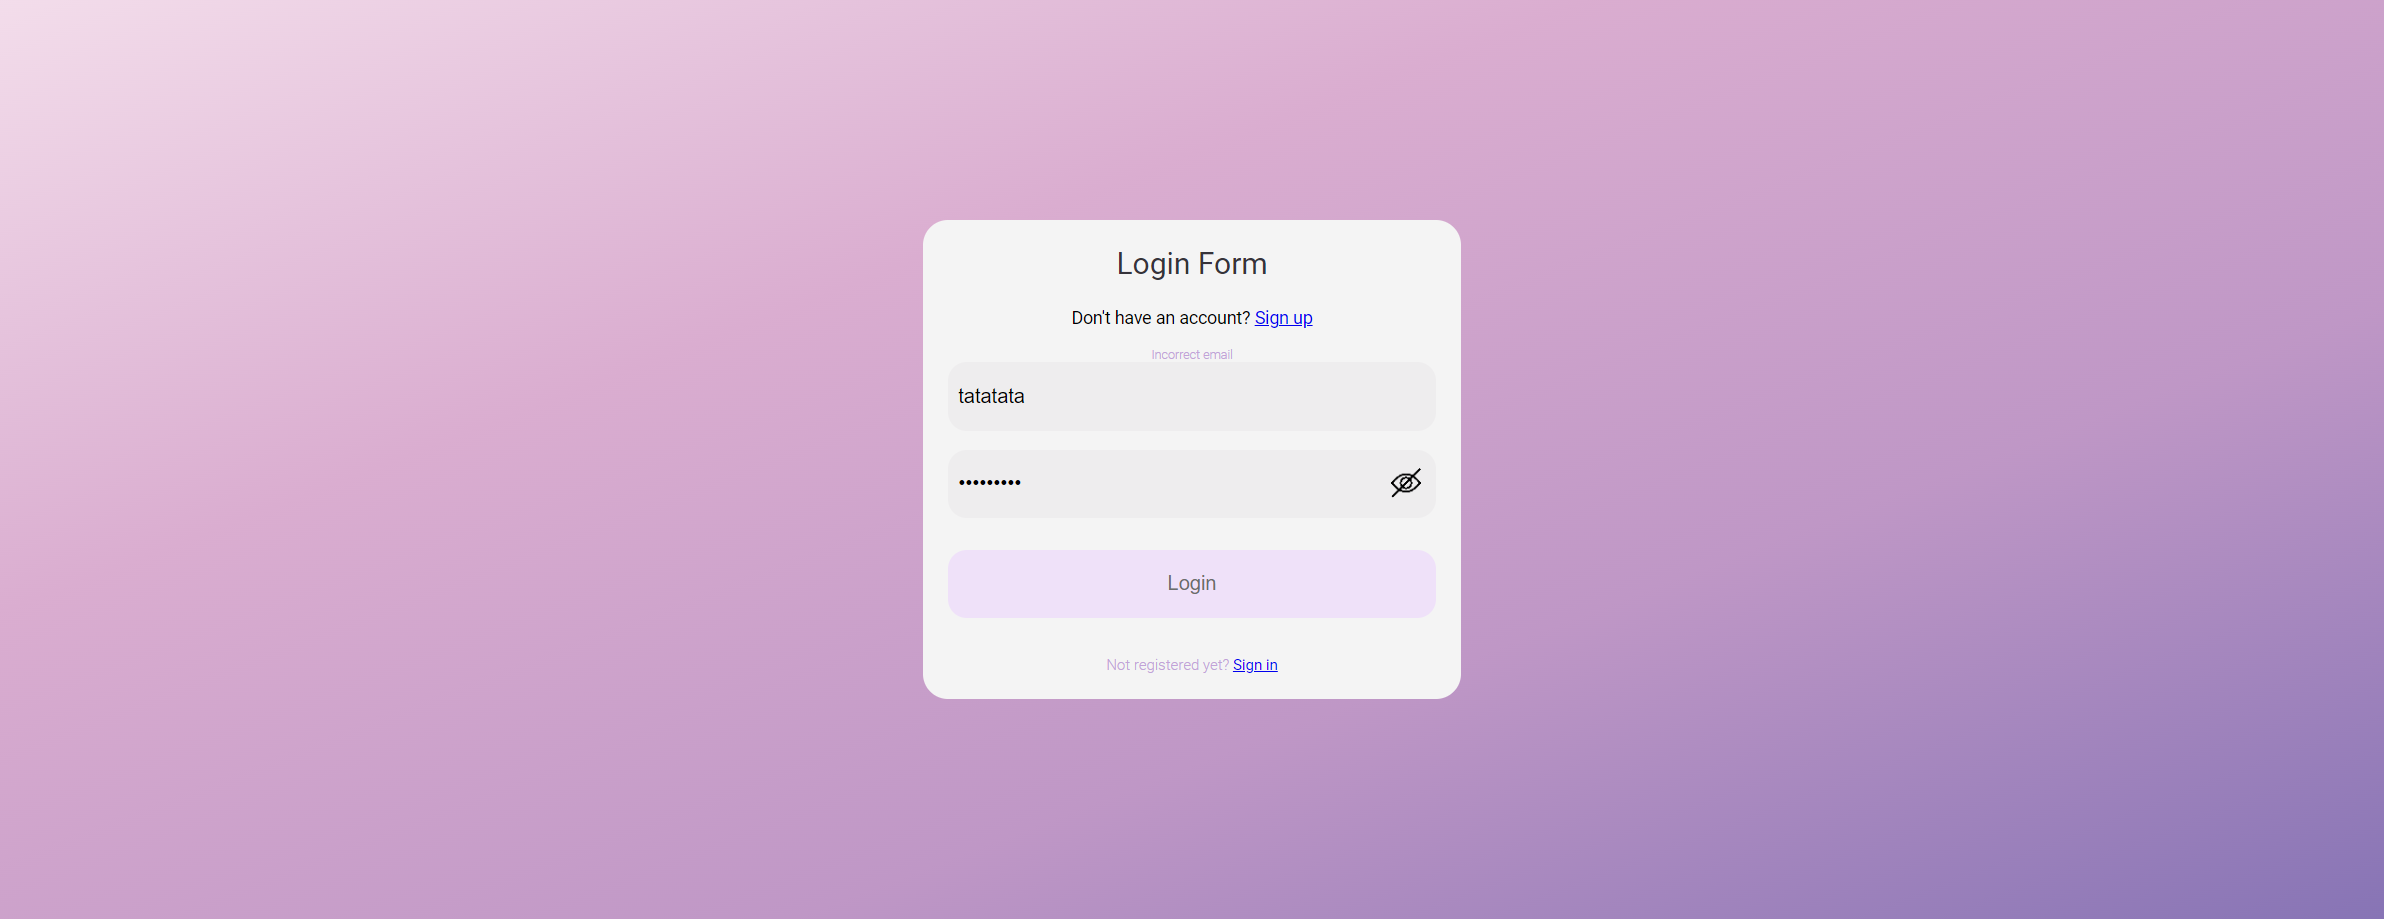 Login Form
Don't have an account? Sign up
Incorrect email
tatatata
•••••••••
Login
Not registered yet? Sign in